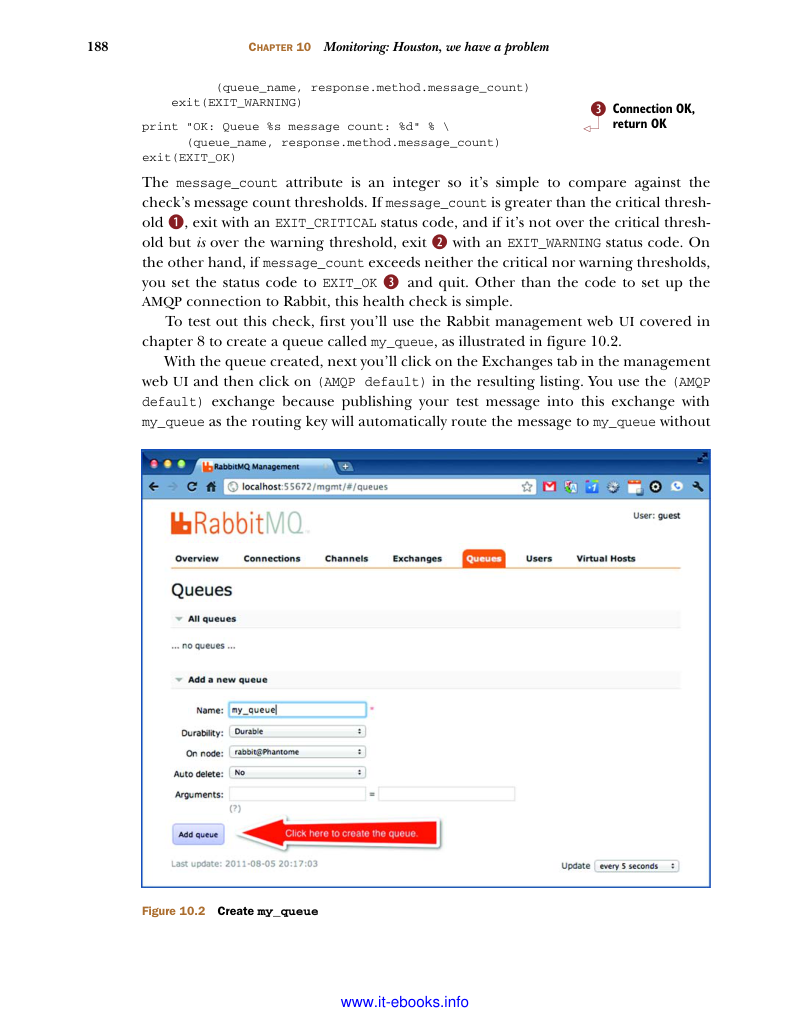 188 CHAPTER 10 Monitoring: Houston, we have a problem
(queue_name, response.method.message_count)
exit(EXIT_WARNING)
print "OK: Queue %s message count: %d" % \
(queue_name, response.method.message_count)
exit(EXIT_OK)
3 Connection OK,
return OK
The message_count attribute is an integer so it's simple to compare against the
check's message count thresholds. If message_count is greater than the critical thresh-
old 1, exit with an EXIT_CRITICAL status code, and if it's not over the critical thresh-
old but is over the warning threshold, exit 2 with an EXIT_WARNING status code. On
the other hand, if message_count exceeds neither the critical nor warning thresholds,
you set the status code to EXIT_OK 3 and quit. Other than the code to set up the
AMQP connection to Rabbit, this health check is simple.
To test out this check, first you'll use the Rabbit management web UI covered in
chapter 8 to create a queue called my_queue, as illustrated in figure 10.2.
With the queue created, next you'll click on the Exchanges tab in the management
web UI and then click on (AMQP default) in the resulting listing. You use the (AMQP
default) exchange because publishing your test message into this exchange with
my_queue as the routing key will automatically route the message to my_queue without
RabbitMQ Management
localhost:55672/mgmt/#/queues
RabbitMQ
User: guest
Overview Connections Channels Exchanges Queues Users Virtual Hosts
Queues
All queues
... no queues ...
Add a new queue
Name: my_queue *
Durability: Durable
On node: rabbit@Phantome
Auto delete: No
Arguments: =
(?)
Add queue
Click here to create the queue.
Last update: 2011-08-05 20:17:03
Update every 5 seconds
Figure 10.2 Create my_queue
www.it-ebooks.info